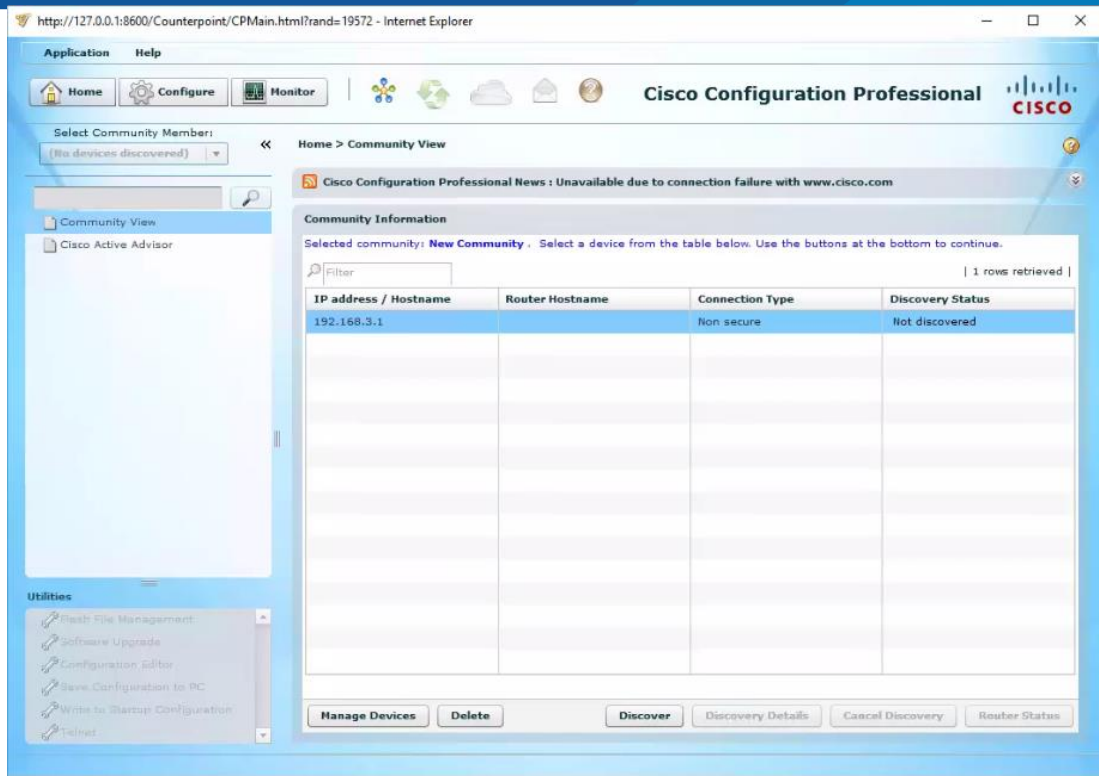 http://127.0.0.1:8600/Counterpoint/CPMain.html?rand=19572 - Internet Explorer
Application Help
Home Configure Monitor Cisco Configuration Professional CISCO
Select Community Member:
(No devices discovered)
Home > Community View
Cisco Configuration Professional News : Unavailable due to connection failure with www.cisco.com
Community View
Cisco Active Advisor
Community Information
Selected community: New Community . Select a device from the table below. Use the buttons at the bottom to continue.
Filter | 1 rows retrieved |
IP address / Hostname Router Hostname Connection Type Discovery Status
192.168.3.1 Non secure Not discovered
Utilities
Flash File Management
Software Upgrade
Configuration Editor
Save Configuration to PC
Write to Startup Configuration
Telnet
Manage Devices Delete Discover Discovery Details Cancel Discovery Router Status